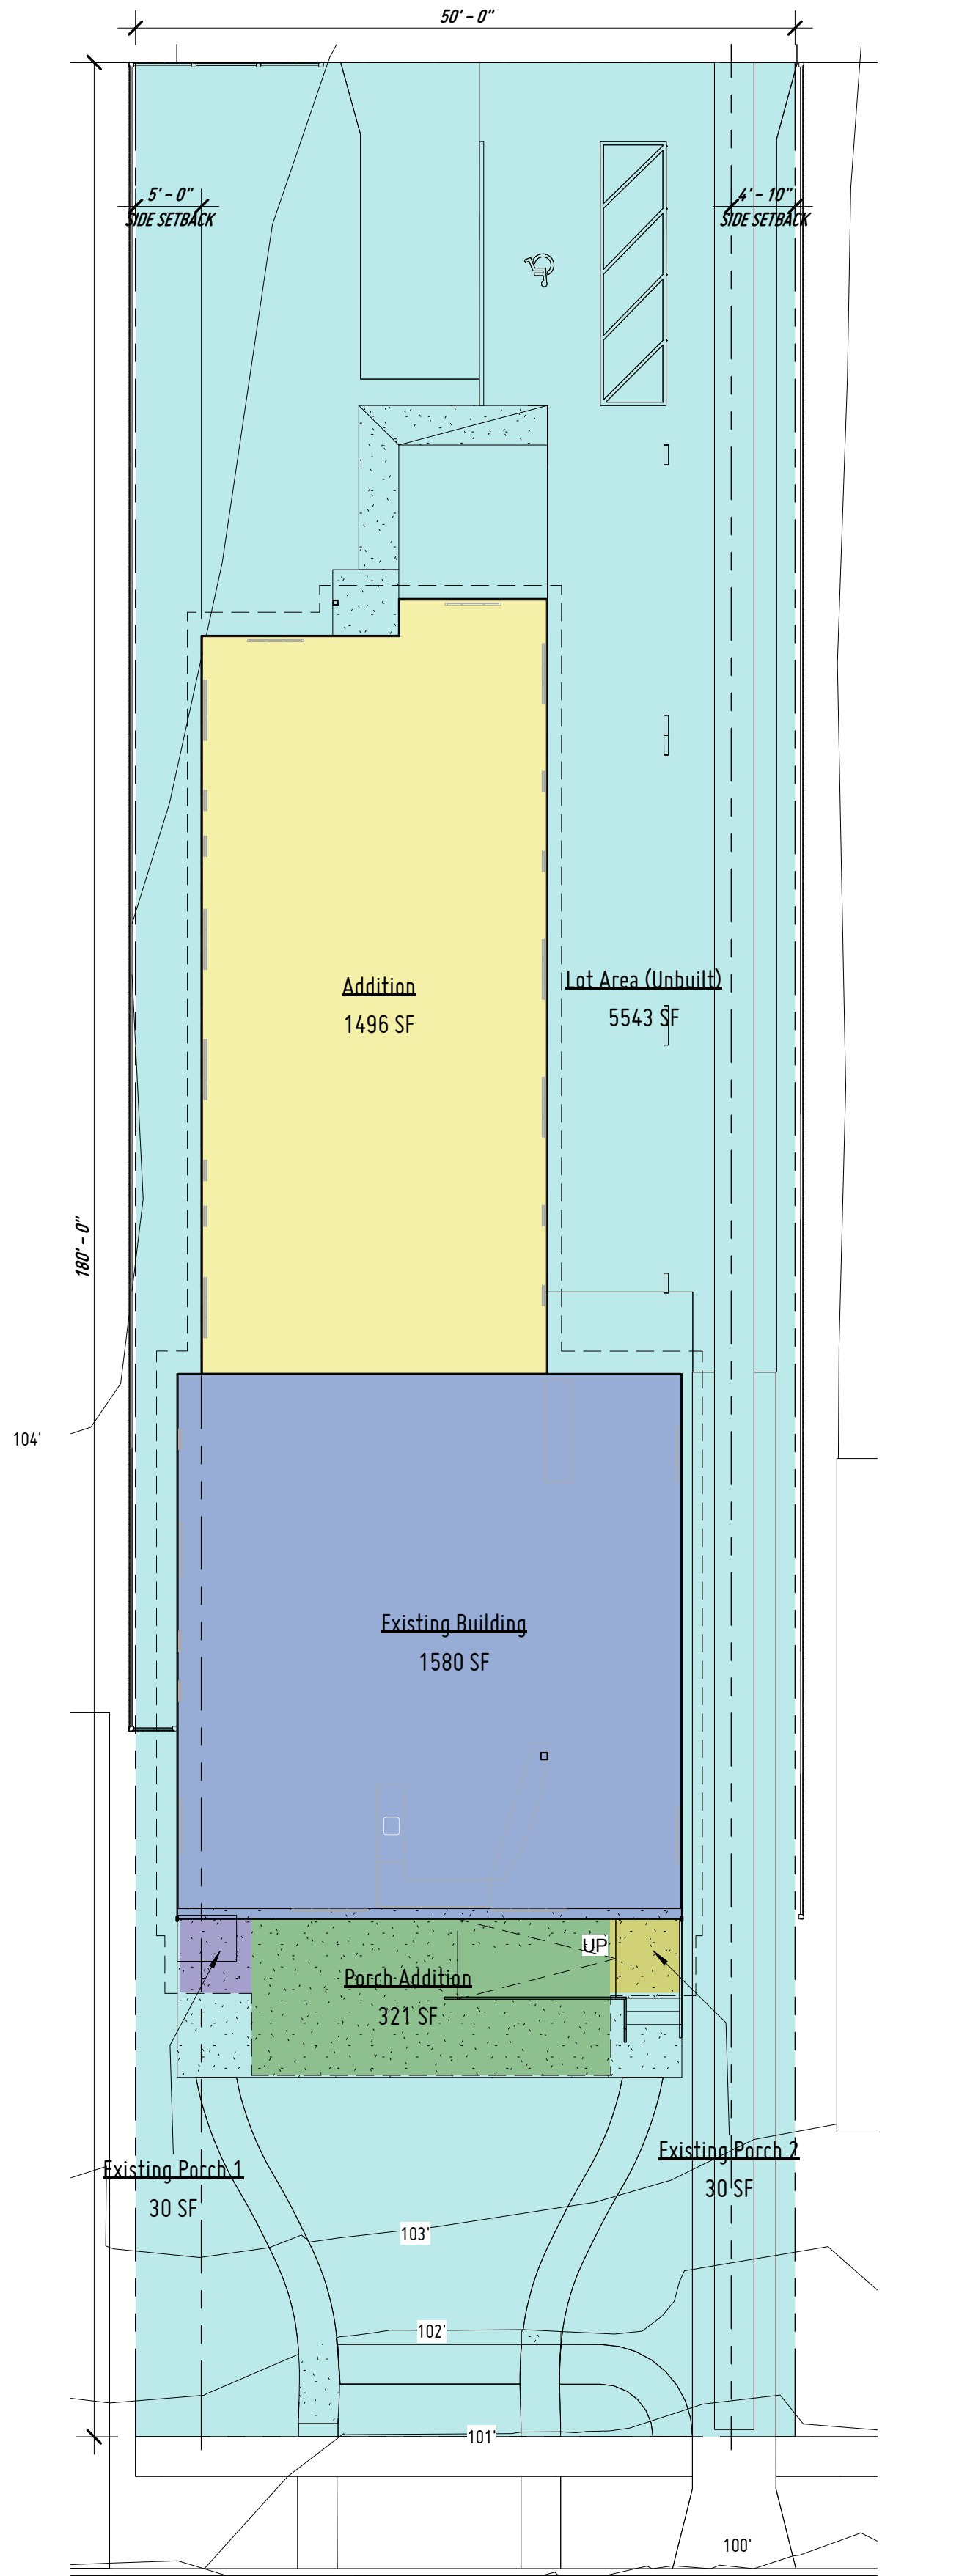 50' - 0"
5' - 0"
SIDE SETBACK
4' - 10"
SIDE SETBACK
Addition
1496 SF
Lot Area (Unbuilt)
5543 SF
180' - 0"
104'
Existing Building
1580 SF
UP
Porch Addition
321 SF
Existing Porch 1
30 SF
Existing Porch 2
30 SF
103'
102'
101'
100'